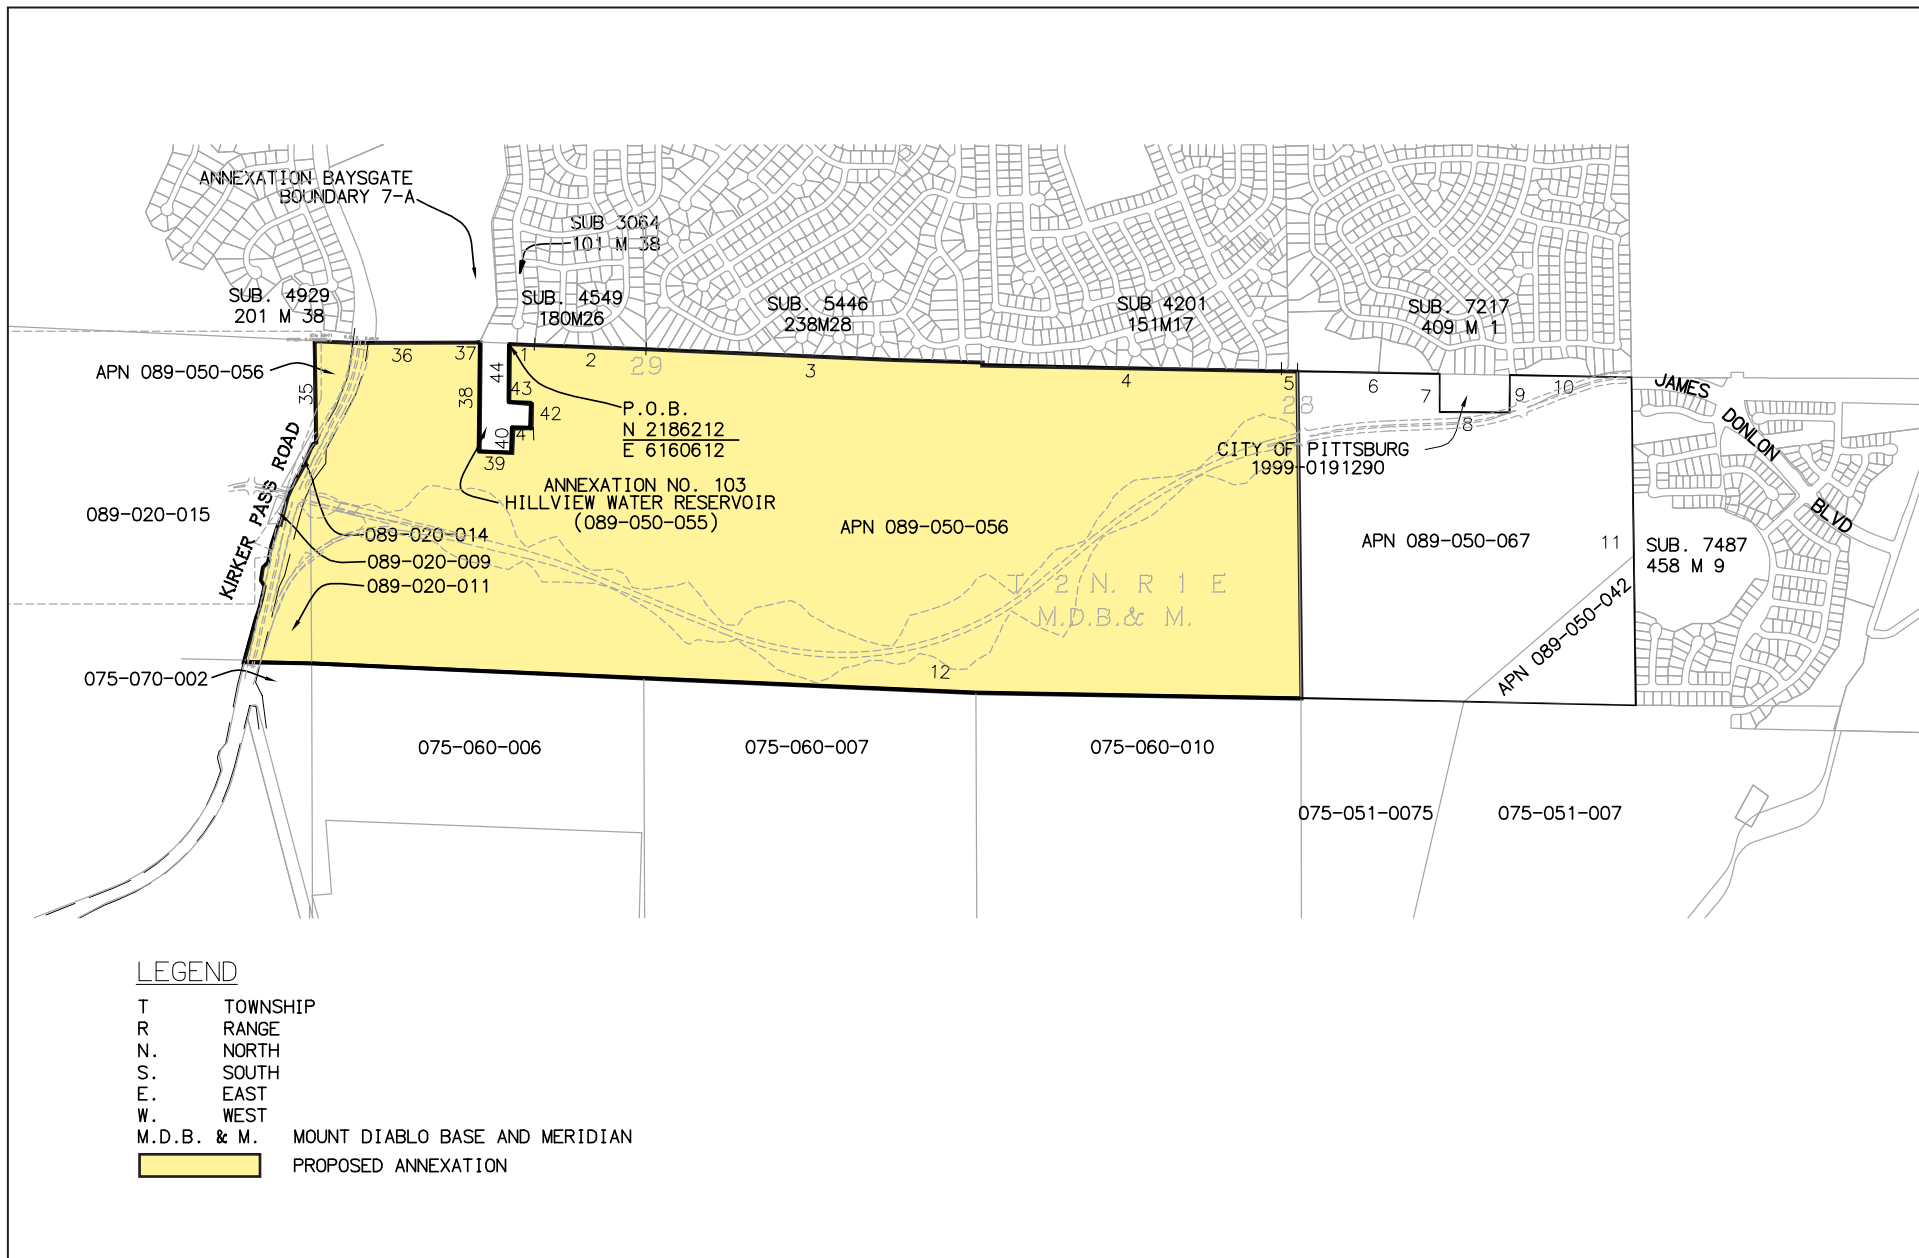 ANNEXATION BAYSGATE
BOUNDARY 7-A
SUB 3064
101 M 38
SUB. 4929
201 M 38
SUB. 4549
180M26
SUB. 5446
238M28
SUB 4201
151M17
SUB. 7217
409 M 1
APN 089-050-056
36
37
1
2
29
3
4
5
28
6
7
8
9
10
JAMES
DONLON
BLVD
35
38
44
43
42
41
40
39
P.O.B.
N 2186212
E 6160612
CITY OF PITTSBURG
1999-0191290
KIRKER PASS ROAD
ANNEXATION NO. 103
HILLVIEW WATER RESERVOIR
(089-050-055)
089-020-015
089-020-014
089-020-009
089-020-011
APN 089-050-056
APN 089-050-067
11
SUB. 7487
458 M 9
T. 2 N. R 1 E
M.D.B.& M.
APN 089-050-042
12
075-070-002
075-060-006
075-060-007
075-060-010
075-051-0075
075-051-007
LEGEND
T TOWNSHIP
R RANGE
N. NORTH
S. SOUTH
E. EAST
W. WEST
M.D.B. & M. MOUNT DIABLO BASE AND MERIDIAN
PROPOSED ANNEXATION